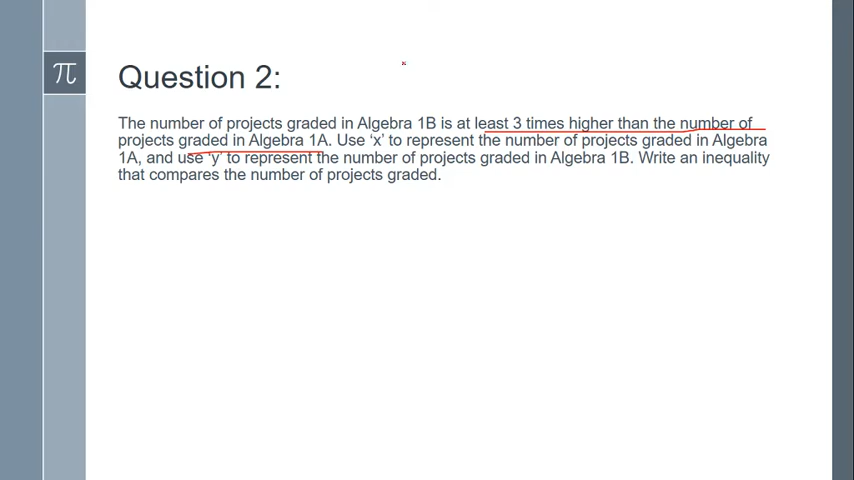 π
Question 2:
The number of projects graded in Algebra 1B is at least 3 times higher than the number of
projects graded in Algebra 1A. Use ‘x’ to represent the number of projects graded in Algebra
1A, and use ‘y’ to represent the number of projects graded in Algebra 1B. Write an inequality
that compares the number of projects graded.